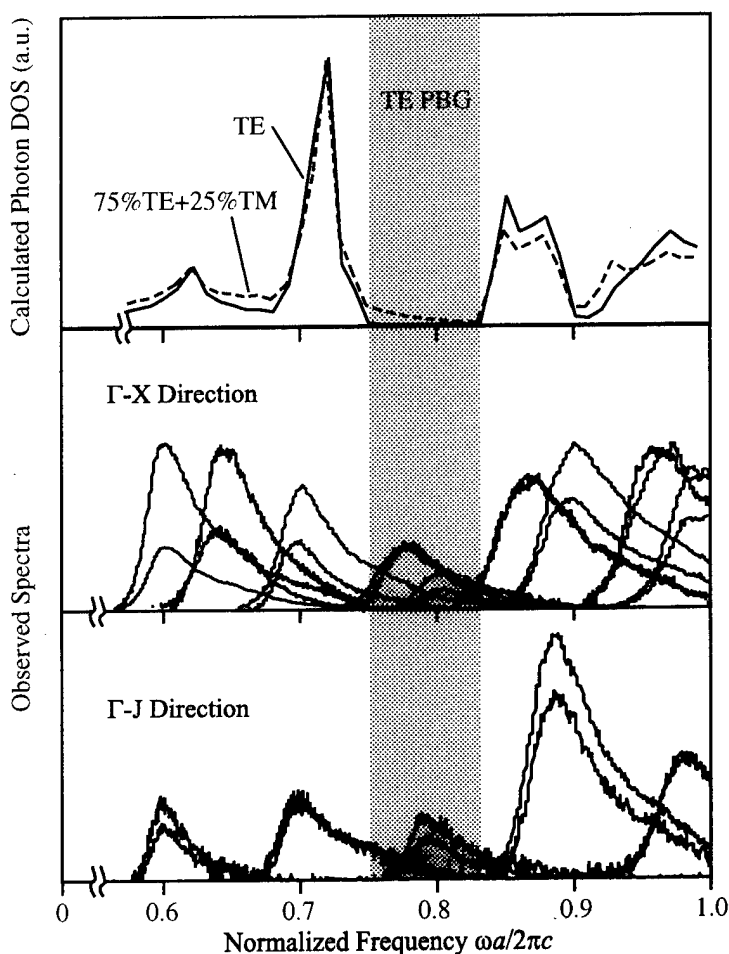 Calculated Photon DOS (a.u.)
TE PBG
TE
75%TE+25%TM
Observed Spectra
Γ-X Direction
Γ-J Direction
0 0.6 0.7 0.8 0.9 1.0
Normalized Frequency ωa/2πc